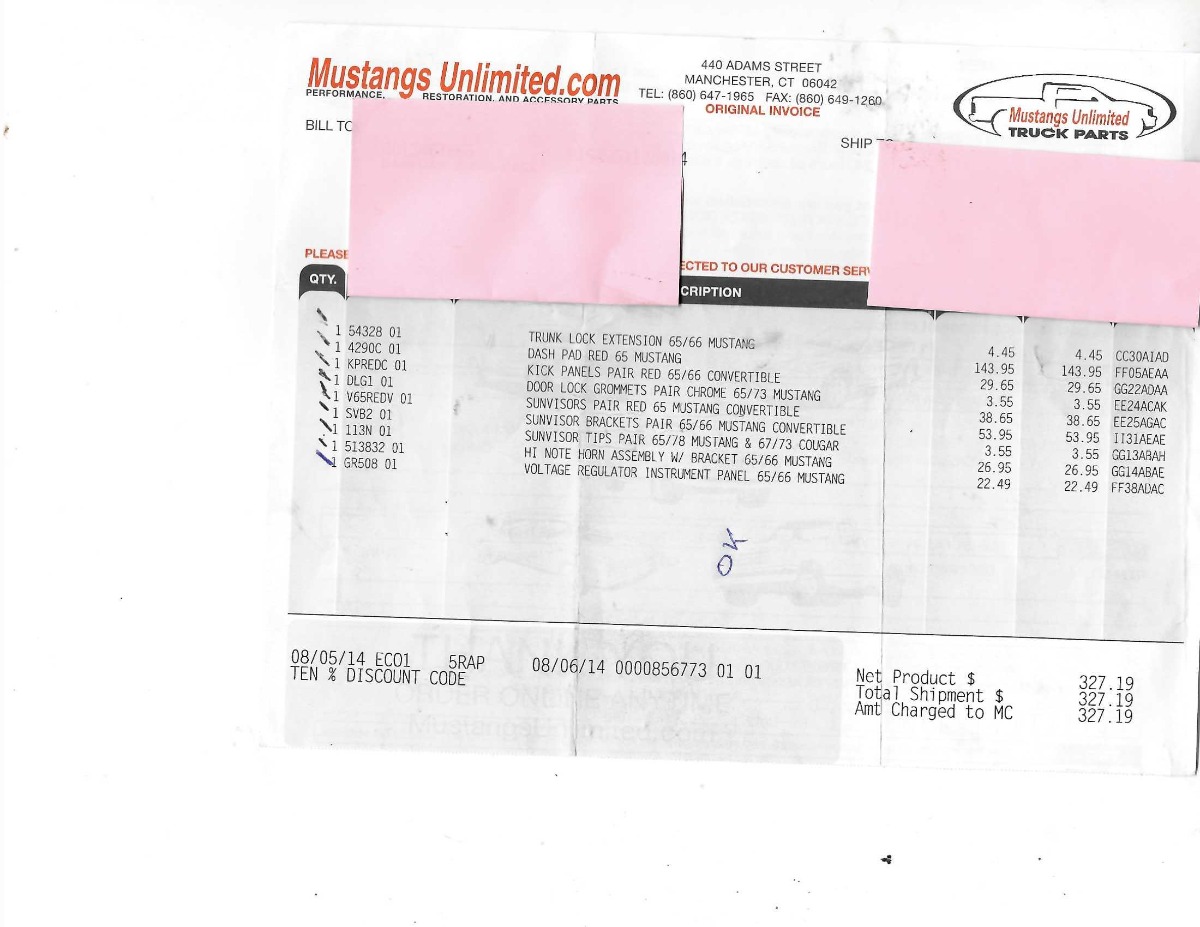 Mustangs Unlimited.com
PERFORMANCE, RESTORATION, AND ACCESSORY PARTS
440 ADAMS STREET
MANCHESTER, CT 06042
TEL: (860) 647-1965 FAX: (860) 649-1260
ORIGINAL INVOICE
Mustangs Unlimited
TRUCK PARTS
BILL TO
SHIP TO
4
PLEASE ECTED TO OUR CUSTOMER SERV
QTY. CRIPTION
1 54328 01 TRUNK LOCK EXTENSION 65/66 MUSTANG 4.45 4.45 CC30A1AD
1 4290C 01 DASH PAD RED 65 MUSTANG 143.95 143.95 FF05AEAA
1 KPREDC 01 KICK PANELS PAIR RED 65/66 CONVERTIBLE 29.65 29.65 GG22ADAA
1 DLG1 01 DOOR LOCK GROMMETS PAIR CHROME 65/73 MUSTANG 3.55 3.55 EE24ACAK
1 V65REDV 01 SUNVISORS PAIR RED 65 MUSTANG CONVERTIBLE 38.65 38.65 EE25AGAC
1 SVB2 01 SUNVISOR BRACKETS PAIR 65/66 MUSTANG CONVERTIBLE 53.95 53.95 II31AEAE
1 113N 01 SUNVISOR TIPS PAIR 65/78 MUSTANG & 67/73 COUGAR 3.55 3.55 GG13ABAH
1 513832 01 HI NOTE HORN ASSEMBLY W/ BRACKET 65/66 MUSTANG 26.95 26.95 GG14ABAE
1 GR508 01 VOLTAGE REGULATOR INSTRUMENT PANEL 65/66 MUSTANG 22.49 22.49 FF38ADAC
OK
08/05/14 ECO1 5RAP 08/06/14 0000856773 01 01
TEN % DISCOUNT CODE
Net Product $ 327.19
Total Shipment $ 327.19
Amt Charged to MC 327.19